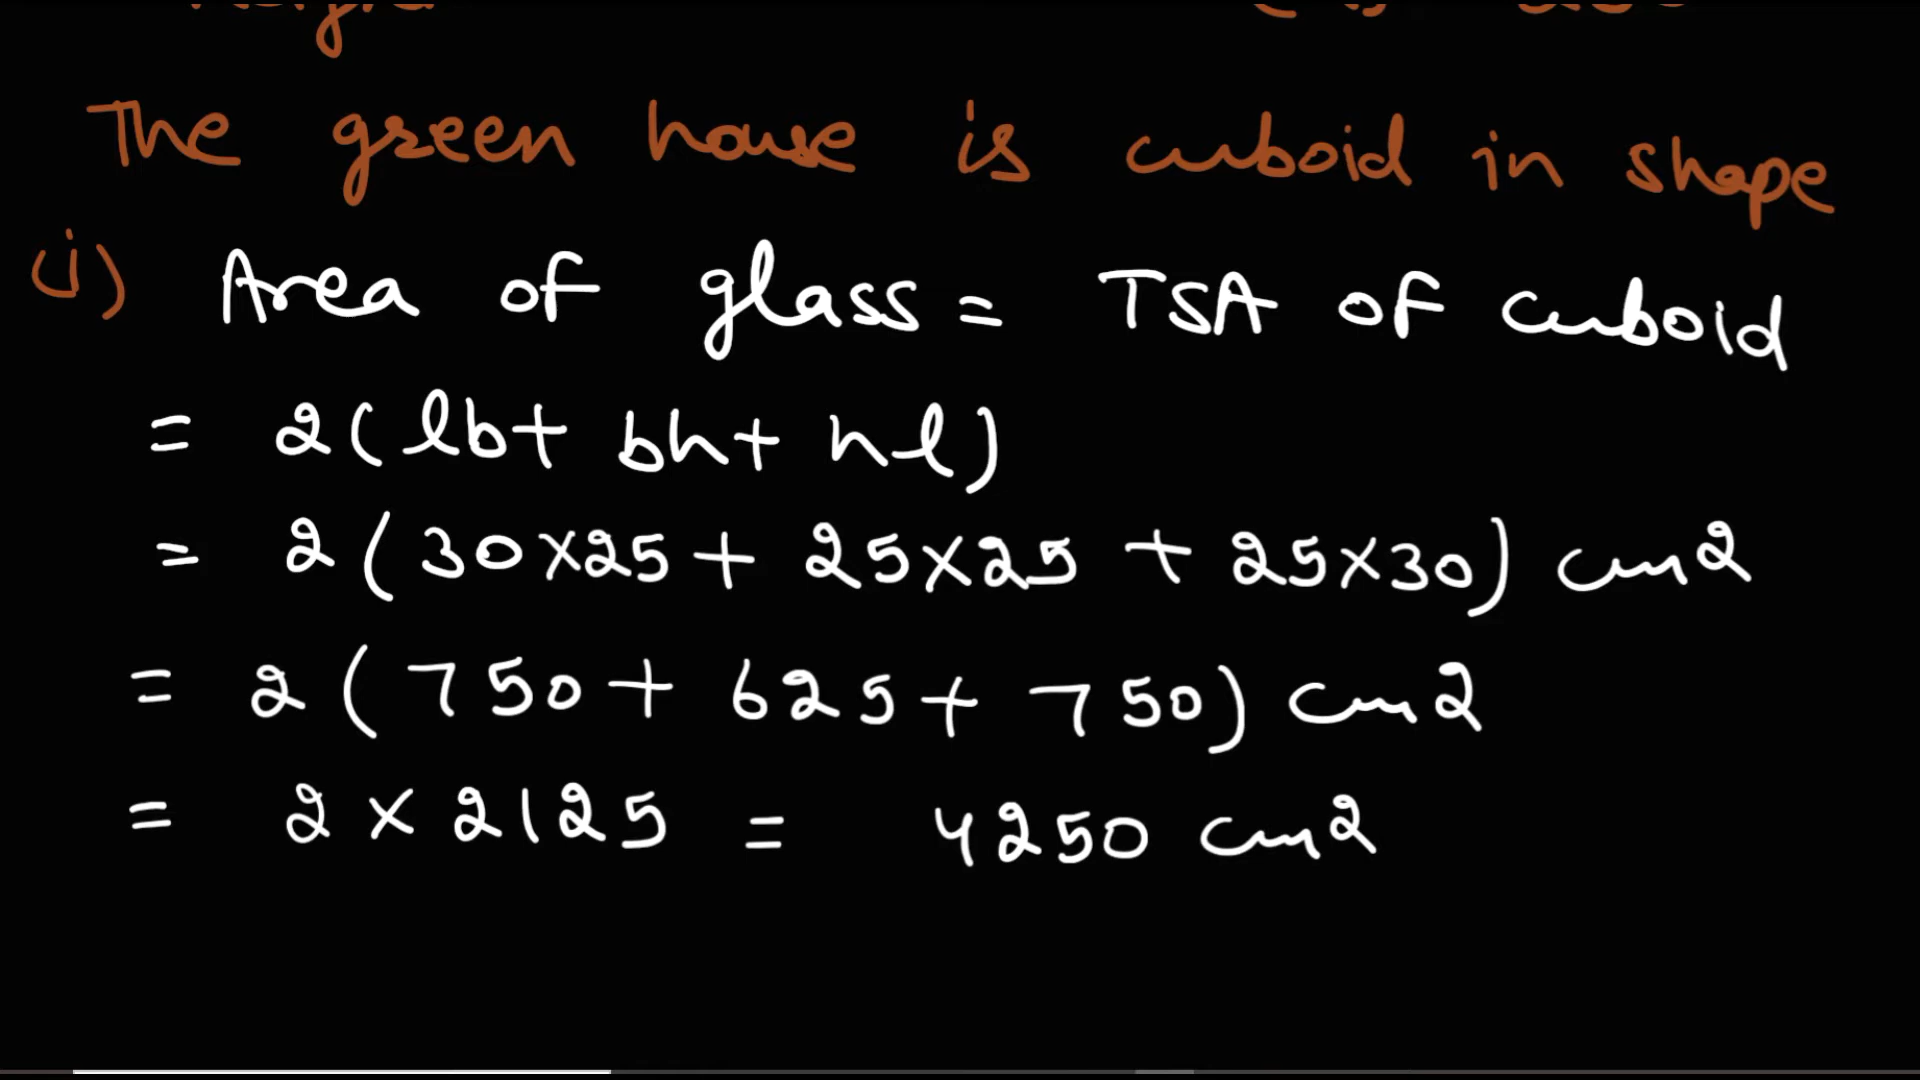 The green house is cuboid in shape
(i) Area of glass = TSA of cuboid
= 2(lb+ bh+ hl)
= 2(30×25+ 25×25 + 25×30) cm2
= 2(750+ 625+ 750) cm2
= 2×2125 = 4250 cm2